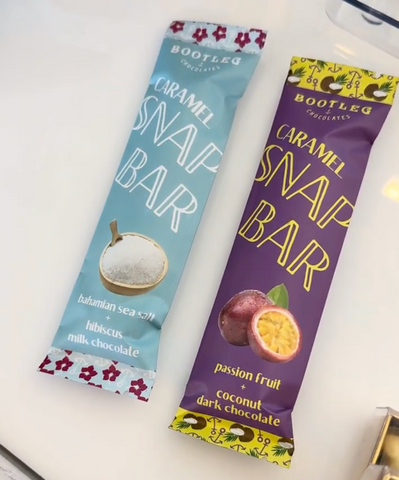 BOOTLEG
&
CHOCOLATES
CARAMEL
SNAP
BAR
bahamian sea salt
+
hibiscus
milk chocolate
BOOTLEG
&
CHOCOLATES
CARAMEL
SNAP
BAR
passion fruit
+
coconut
dark chocolate